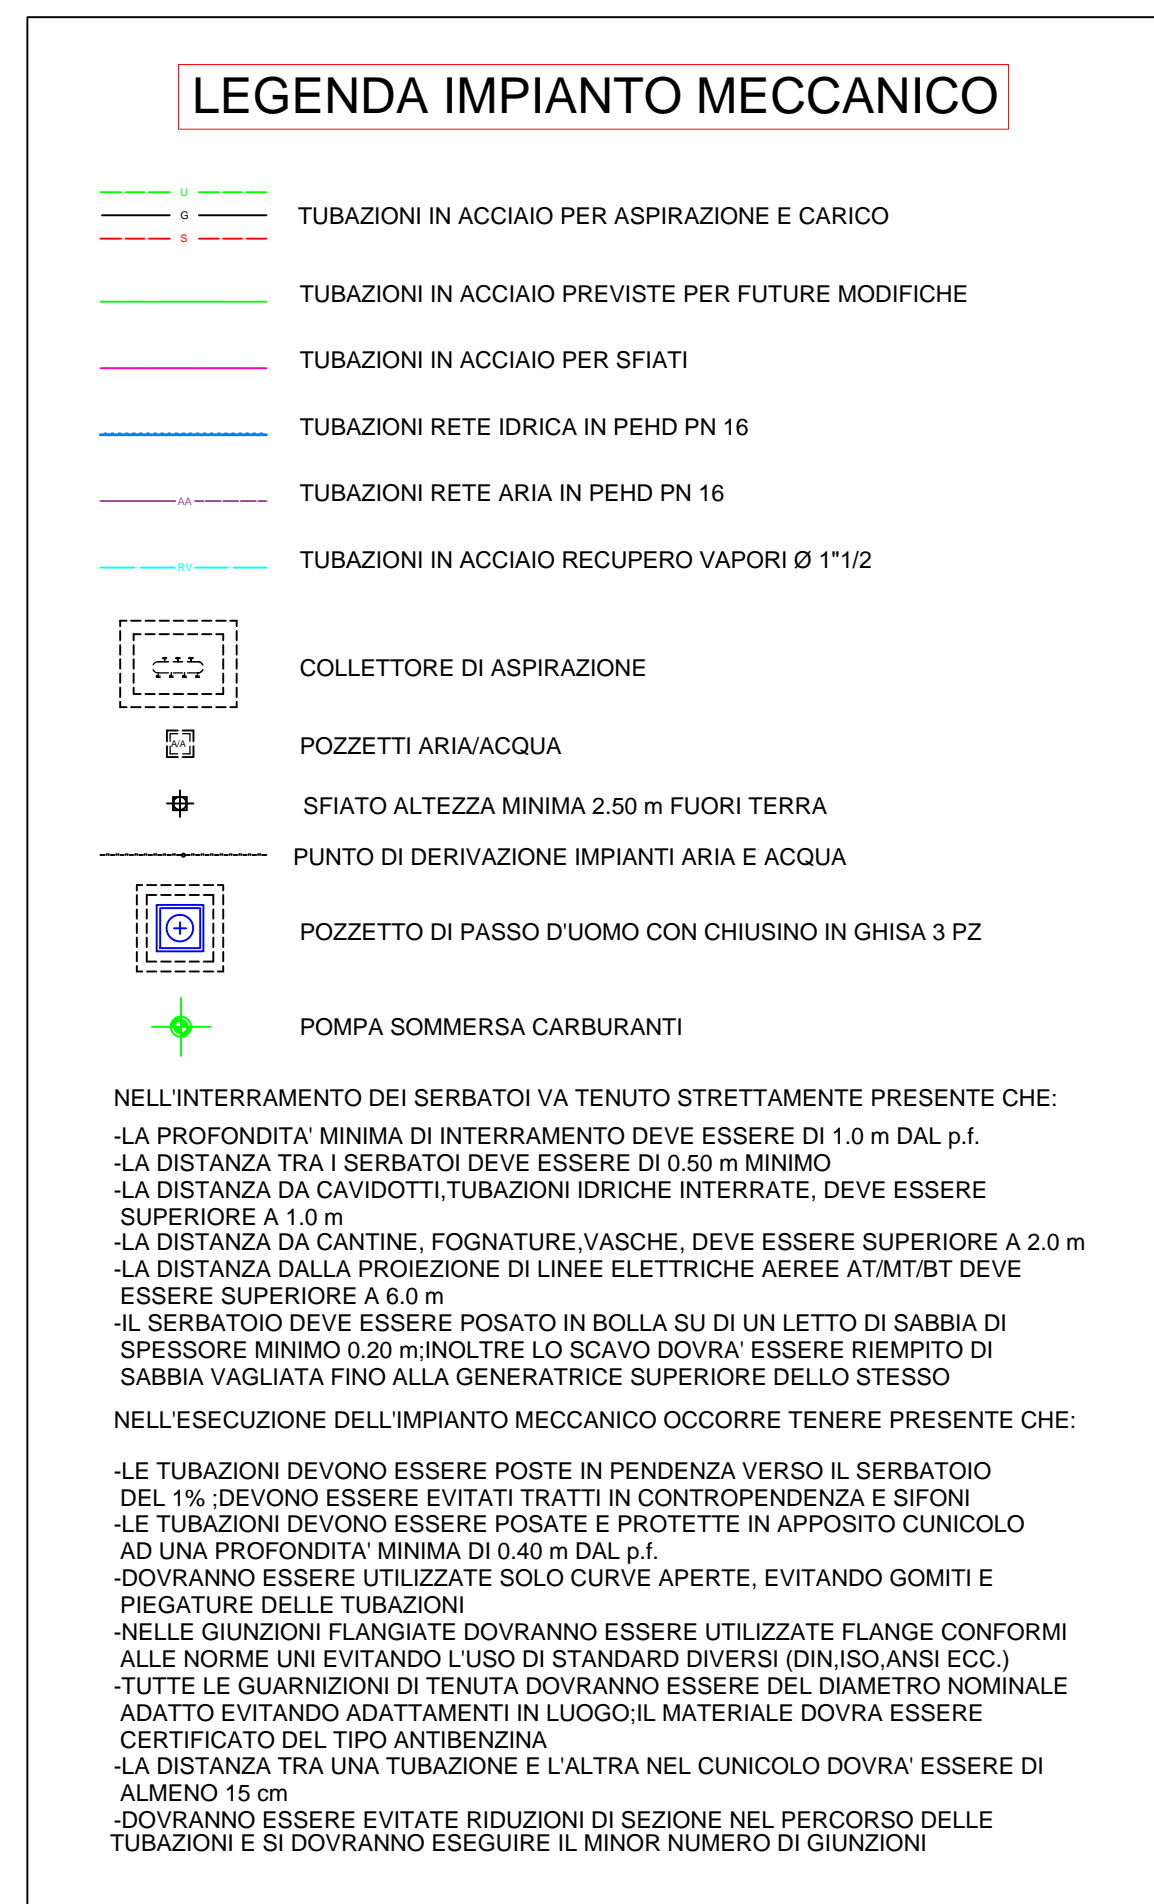 LEGENDA IMPIANTO MECCANICO
U
G
S
TUBAZIONI IN ACCIAIO PER ASPIRAZIONE E CARICO
TUBAZIONI IN ACCIAIO PREVISTE PER FUTURE MODIFICHE
TUBAZIONI IN ACCIAIO PER SFIATI
TUBAZIONI RETE IDRICA IN PEHD PN 16
AA
TUBAZIONI RETE ARIA IN PEHD PN 16
RV
TUBAZIONI IN ACCIAIO RECUPERO VAPORI Ø 1"1/2
COLLETTORE DI ASPIRAZIONE
A/A
POZZETTI ARIA/ACQUA
SFIATO ALTEZZA MINIMA 2.50 m FUORI TERRA
PUNTO DI DERIVAZIONE IMPIANTI ARIA E ACQUA
POZZETTO DI PASSO D'UOMO CON CHIUSINO IN GHISA 3 PZ
POMPA SOMMERSA CARBURANTI
NELL'INTERRAMENTO DEI SERBATOI VA TENUTO STRETTAMENTE PRESENTE CHE:
-LA PROFONDITA' MINIMA DI INTERRAMENTO DEVE ESSERE DI 1.0 m DAL p.f.
-LA DISTANZA TRA I SERBATOI DEVE ESSERE DI 0.50 m MINIMO
-LA DISTANZA DA CAVIDOTTI,TUBAZIONI IDRICHE INTERRATE, DEVE ESSERE
SUPERIORE A 1.0 m
-LA DISTANZA DA CANTINE, FOGNATURE,VASCHE, DEVE ESSERE SUPERIORE A 2.0 m
-LA DISTANZA DALLA PROIEZIONE DI LINEE ELETTRICHE AEREE AT/MT/BT DEVE
ESSERE SUPERIORE A 6.0 m
-IL SERBATOIO DEVE ESSERE POSATO IN BOLLA SU DI UN LETTO DI SABBIA DI
SPESSORE MINIMO 0.20 m;INOLTRE LO SCAVO DOVRA' ESSERE RIEMPITO DI
SABBIA VAGLIATA FINO ALLA GENERATRICE SUPERIORE DELLO STESSO
NELL'ESECUZIONE DELL'IMPIANTO MECCANICO OCCORRE TENERE PRESENTE CHE:
-LE TUBAZIONI DEVONO ESSERE POSTE IN PENDENZA VERSO IL SERBATOIO
DEL 1% ;DEVONO ESSERE EVITATI TRATTI IN CONTROPENDENZA E SIFONI
-LE TUBAZIONI DEVONO ESSERE POSATE E PROTETTE IN APPOSITO CUNICOLO
AD UNA PROFONDITA' MINIMA DI 0.40 m DAL p.f.
-DOVRANNO ESSERE UTILIZZATE SOLO CURVE APERTE, EVITANDO GOMITI E
PIEGATURE DELLE TUBAZIONI
-NELLE GIUNZIONI FLANGIATE DOVRANNO ESSERE UTILIZZATE FLANGE CONFORMI
ALLE NORME UNI EVITANDO L'USO DI STANDARD DIVERSI (DIN,ISO,ANSI ECC.)
-TUTTE LE GUARNIZIONI DI TENUTA DOVRANNO ESSERE DEL DIAMETRO NOMINALE
ADATTO EVITANDO ADATTAMENTI IN LUOGO;IL MATERIALE DOVRA ESSERE
CERTIFICATO DEL TIPO ANTIBENZINA
-LA DISTANZA TRA UNA TUBAZIONE E L'ALTRA NEL CUNICOLO DOVRA' ESSERE DI
ALMENO 15 cm
-DOVRANNO ESSERE EVITATE RIDUZIONI DI SEZIONE NEL PERCORSO DELLE
TUBAZIONI E SI DOVRANNO ESEGUIRE IL MINOR NUMERO DI GIUNZIONI